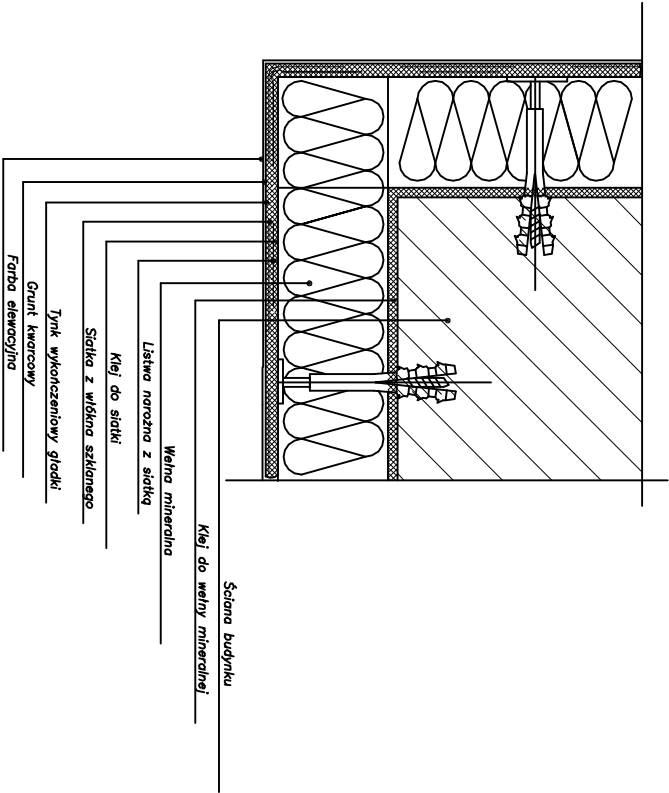 Ściana budynku
Klej do wełny mineralnej
Wełna mineralna
Listwa narożna z siatką
Klej do siatki
Siatka z włókna szklanego
Tynk wykończeniowy gładki
Grunt kwarcowy
Farba elewacyjna